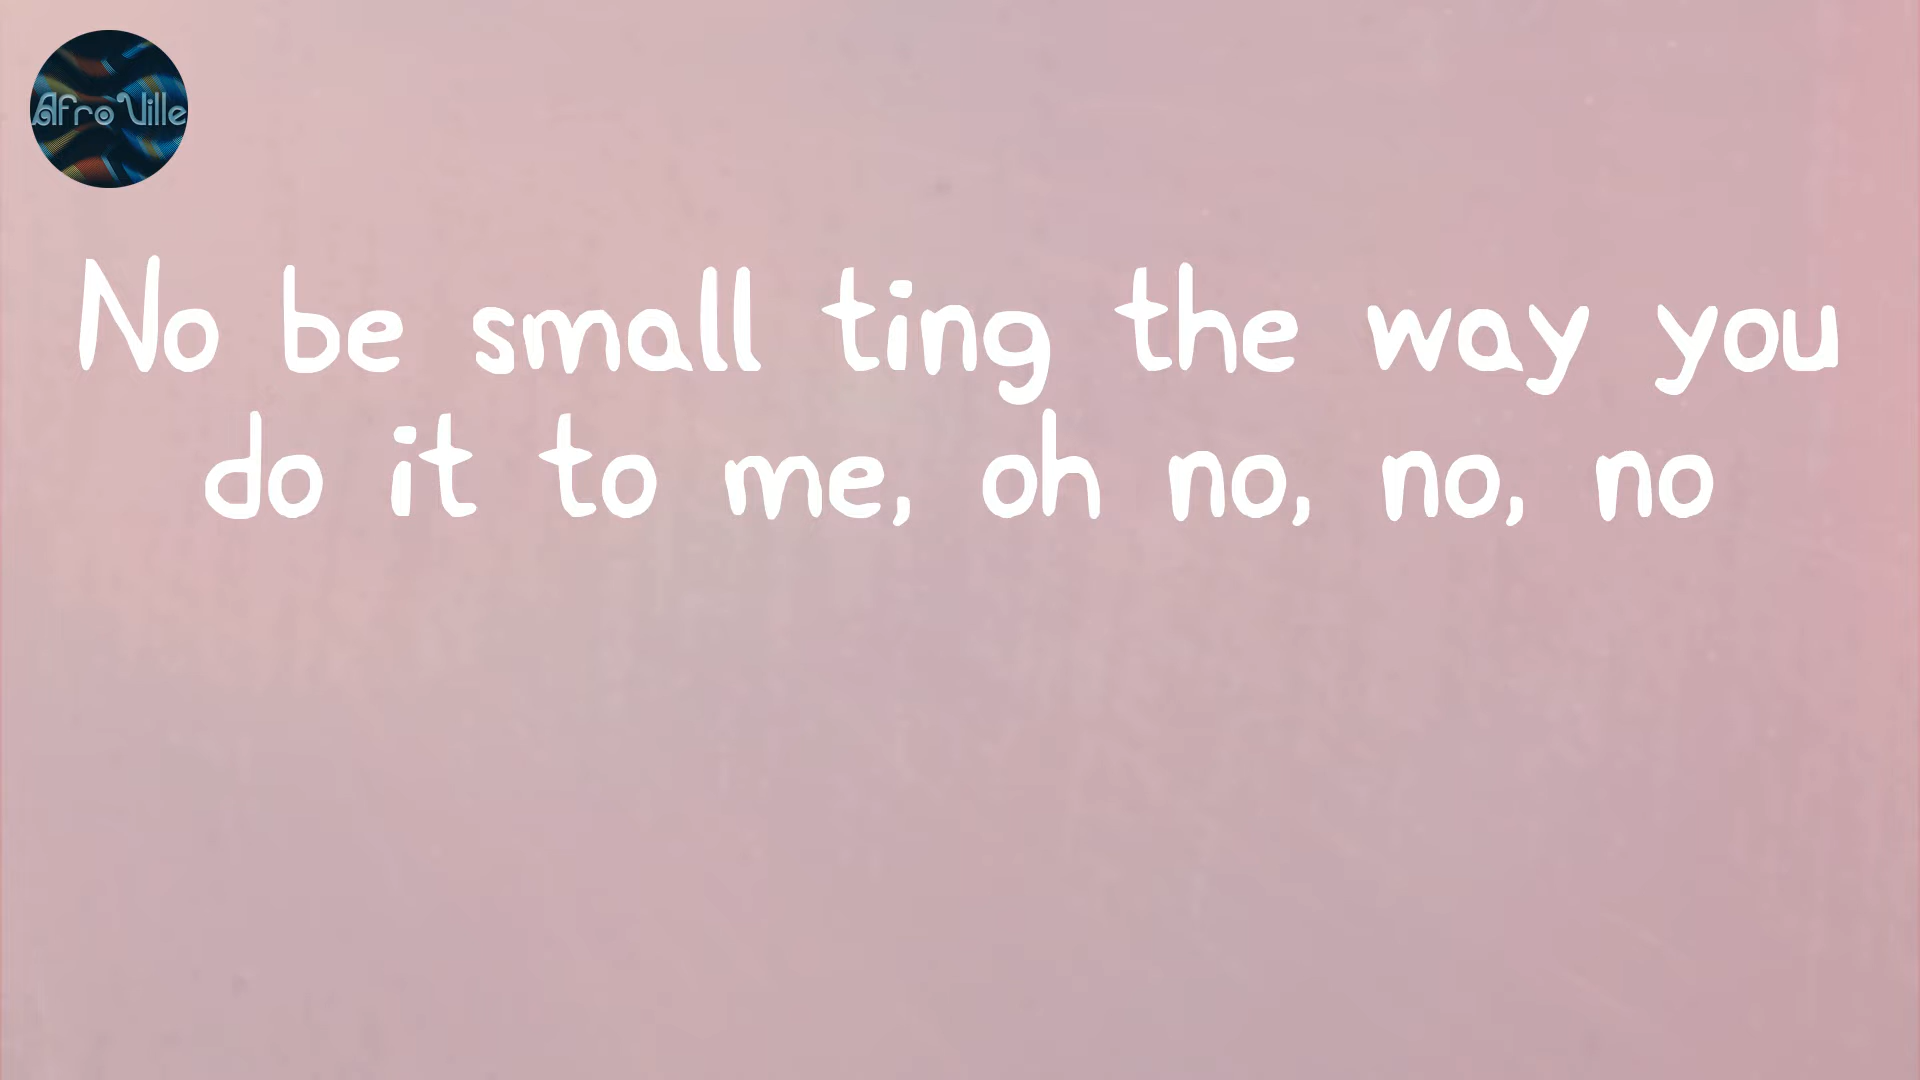 Afro Ville
No be small ting the way you
do it to me, oh no, no, no